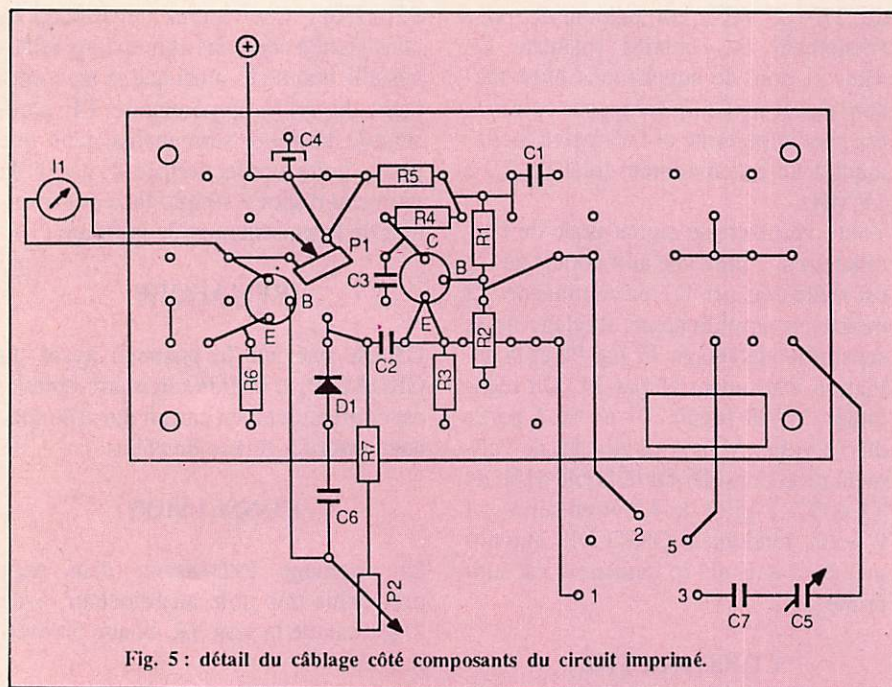 +
I1
C4
R5
C1
R4
P1
C
R1
C3
B
B
E
E
R2
C2
R6
D1
R3
R7
C6
2
5
P2
1
3
C7
C5
Fig. 5 : détail du câblage côté composants du circuit imprimé.